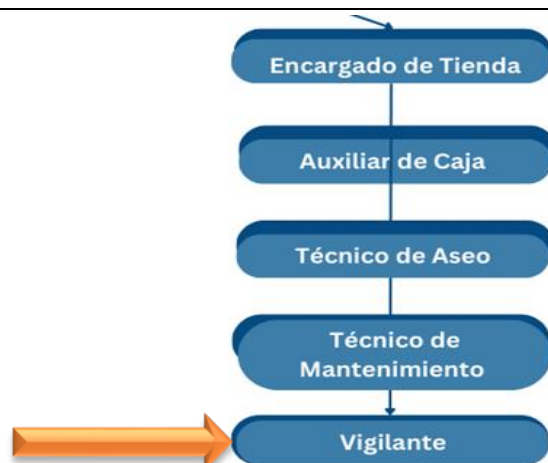 Encargado de Tienda
Auxiliar de Caja
Técnico de Aseo
Técnico de
Mantenimiento
Vigilante